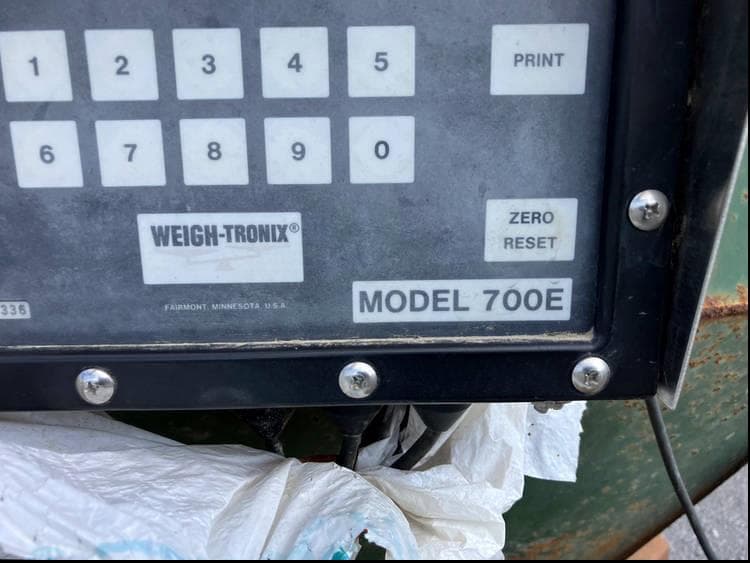 1 2 3 4 5 PRINT
6 7 8 9 0
ZERO
RESET
WEIGH-TRONIX®
FAIRMONT, MINNESOTA, U.S.A.
MODEL 700E
336